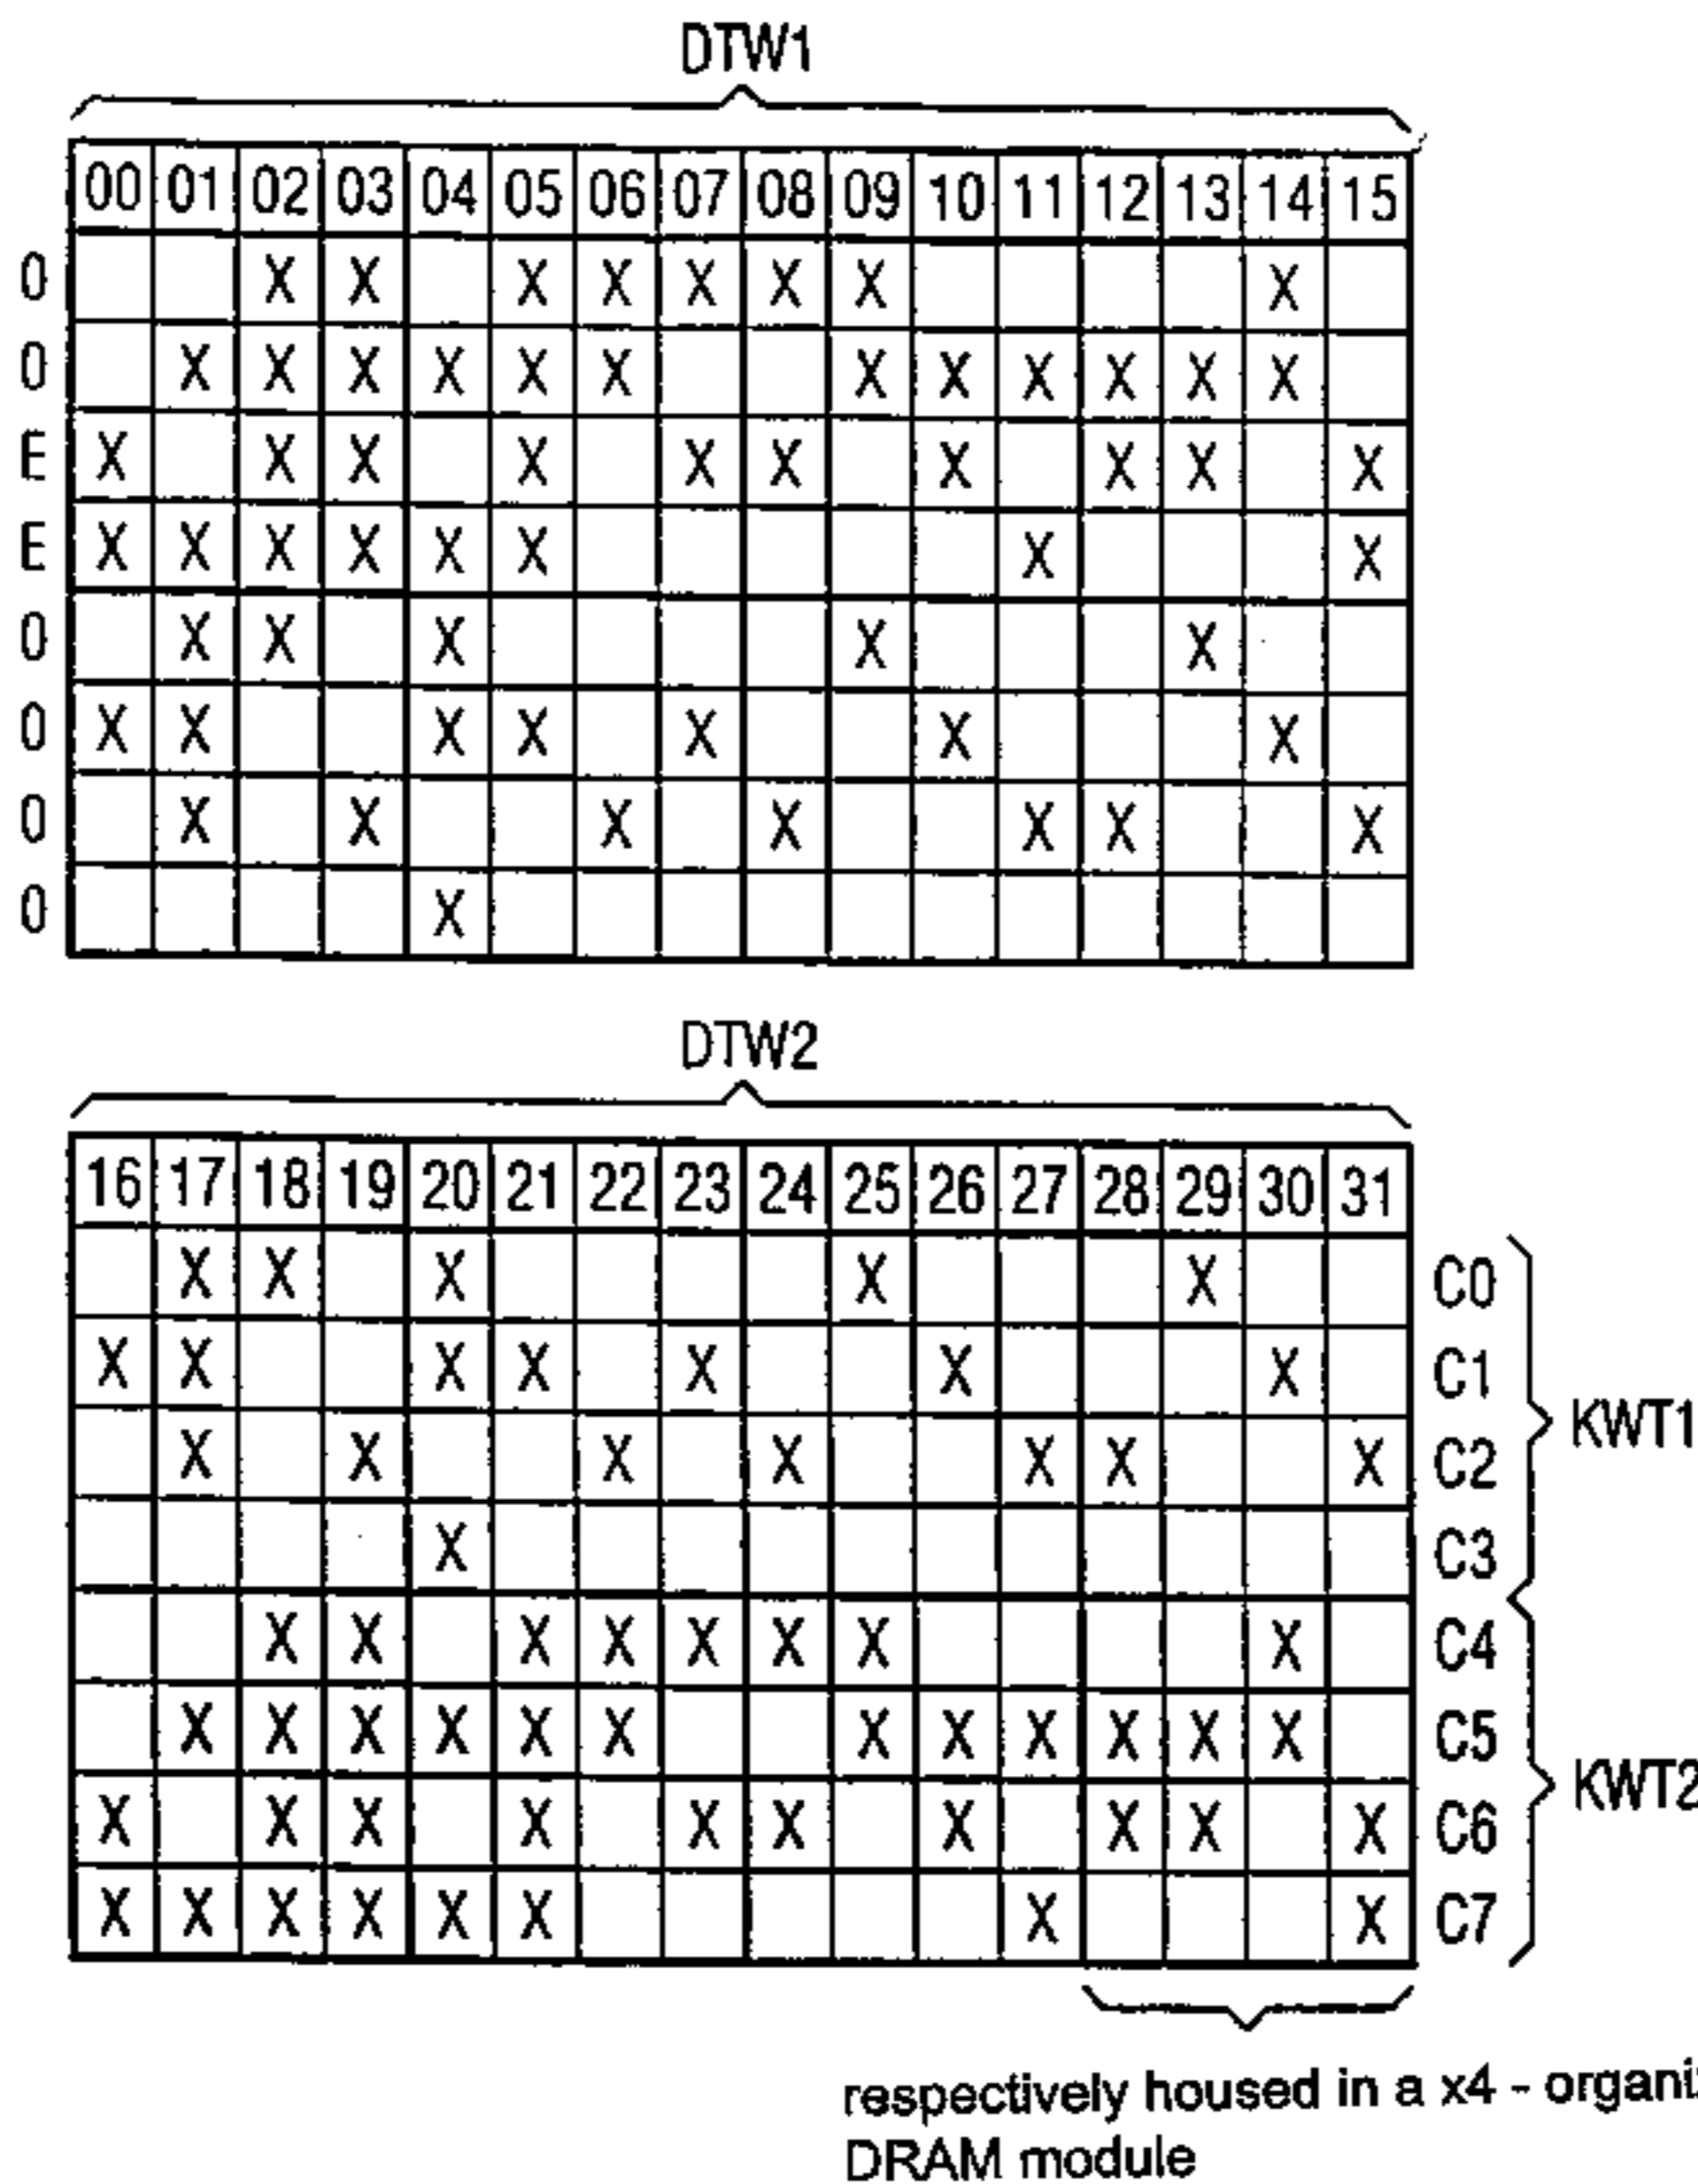 DTW1
00 01 02 03 04 05 06 07 08 09 10 11 12 13 14 15
0 X X X X X X X X
0 X X X X X X X X X X X X
E X X X X X X X X X X
E X X X X X X X X
0 X X X X X
0 X X X X X X X
0 X X X X X X X
0 X
DTW2
16 17 18 19 20 21 22 23 24 25 26 27 28 29 30 31
X X X X X C0
X X X X X X X C1
X X X X X X X C2
KWT1
X C3
X X X X X X X X C4
X X X X X X X X X X X X C5
X X X X X X X X X X C6
KWT2
X X X X X X X X C7
respectively housed in a x4 - organi
DRAM module